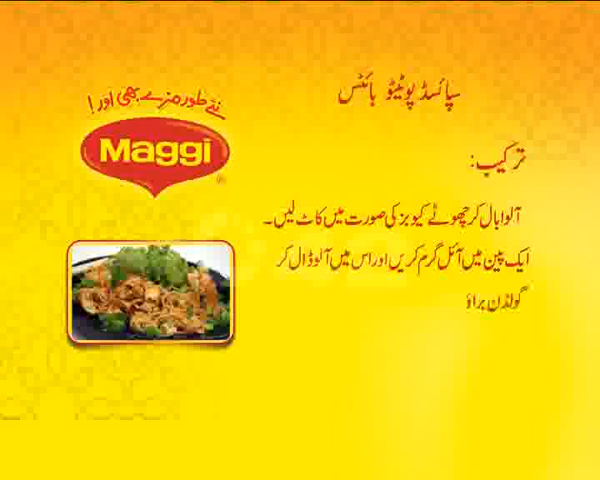 سپائسڈ پوٹیٹو بائٹس
نئے طور مزے بھی اور!
Maggi
ترکیب:
آلو ابال کر چھوٹے کیوبز کی صورت میں کاٹ لیں۔
ایک پین میں آئل گرم کریں اور اس میں آلو ڈال کر
گولڈن براؤ